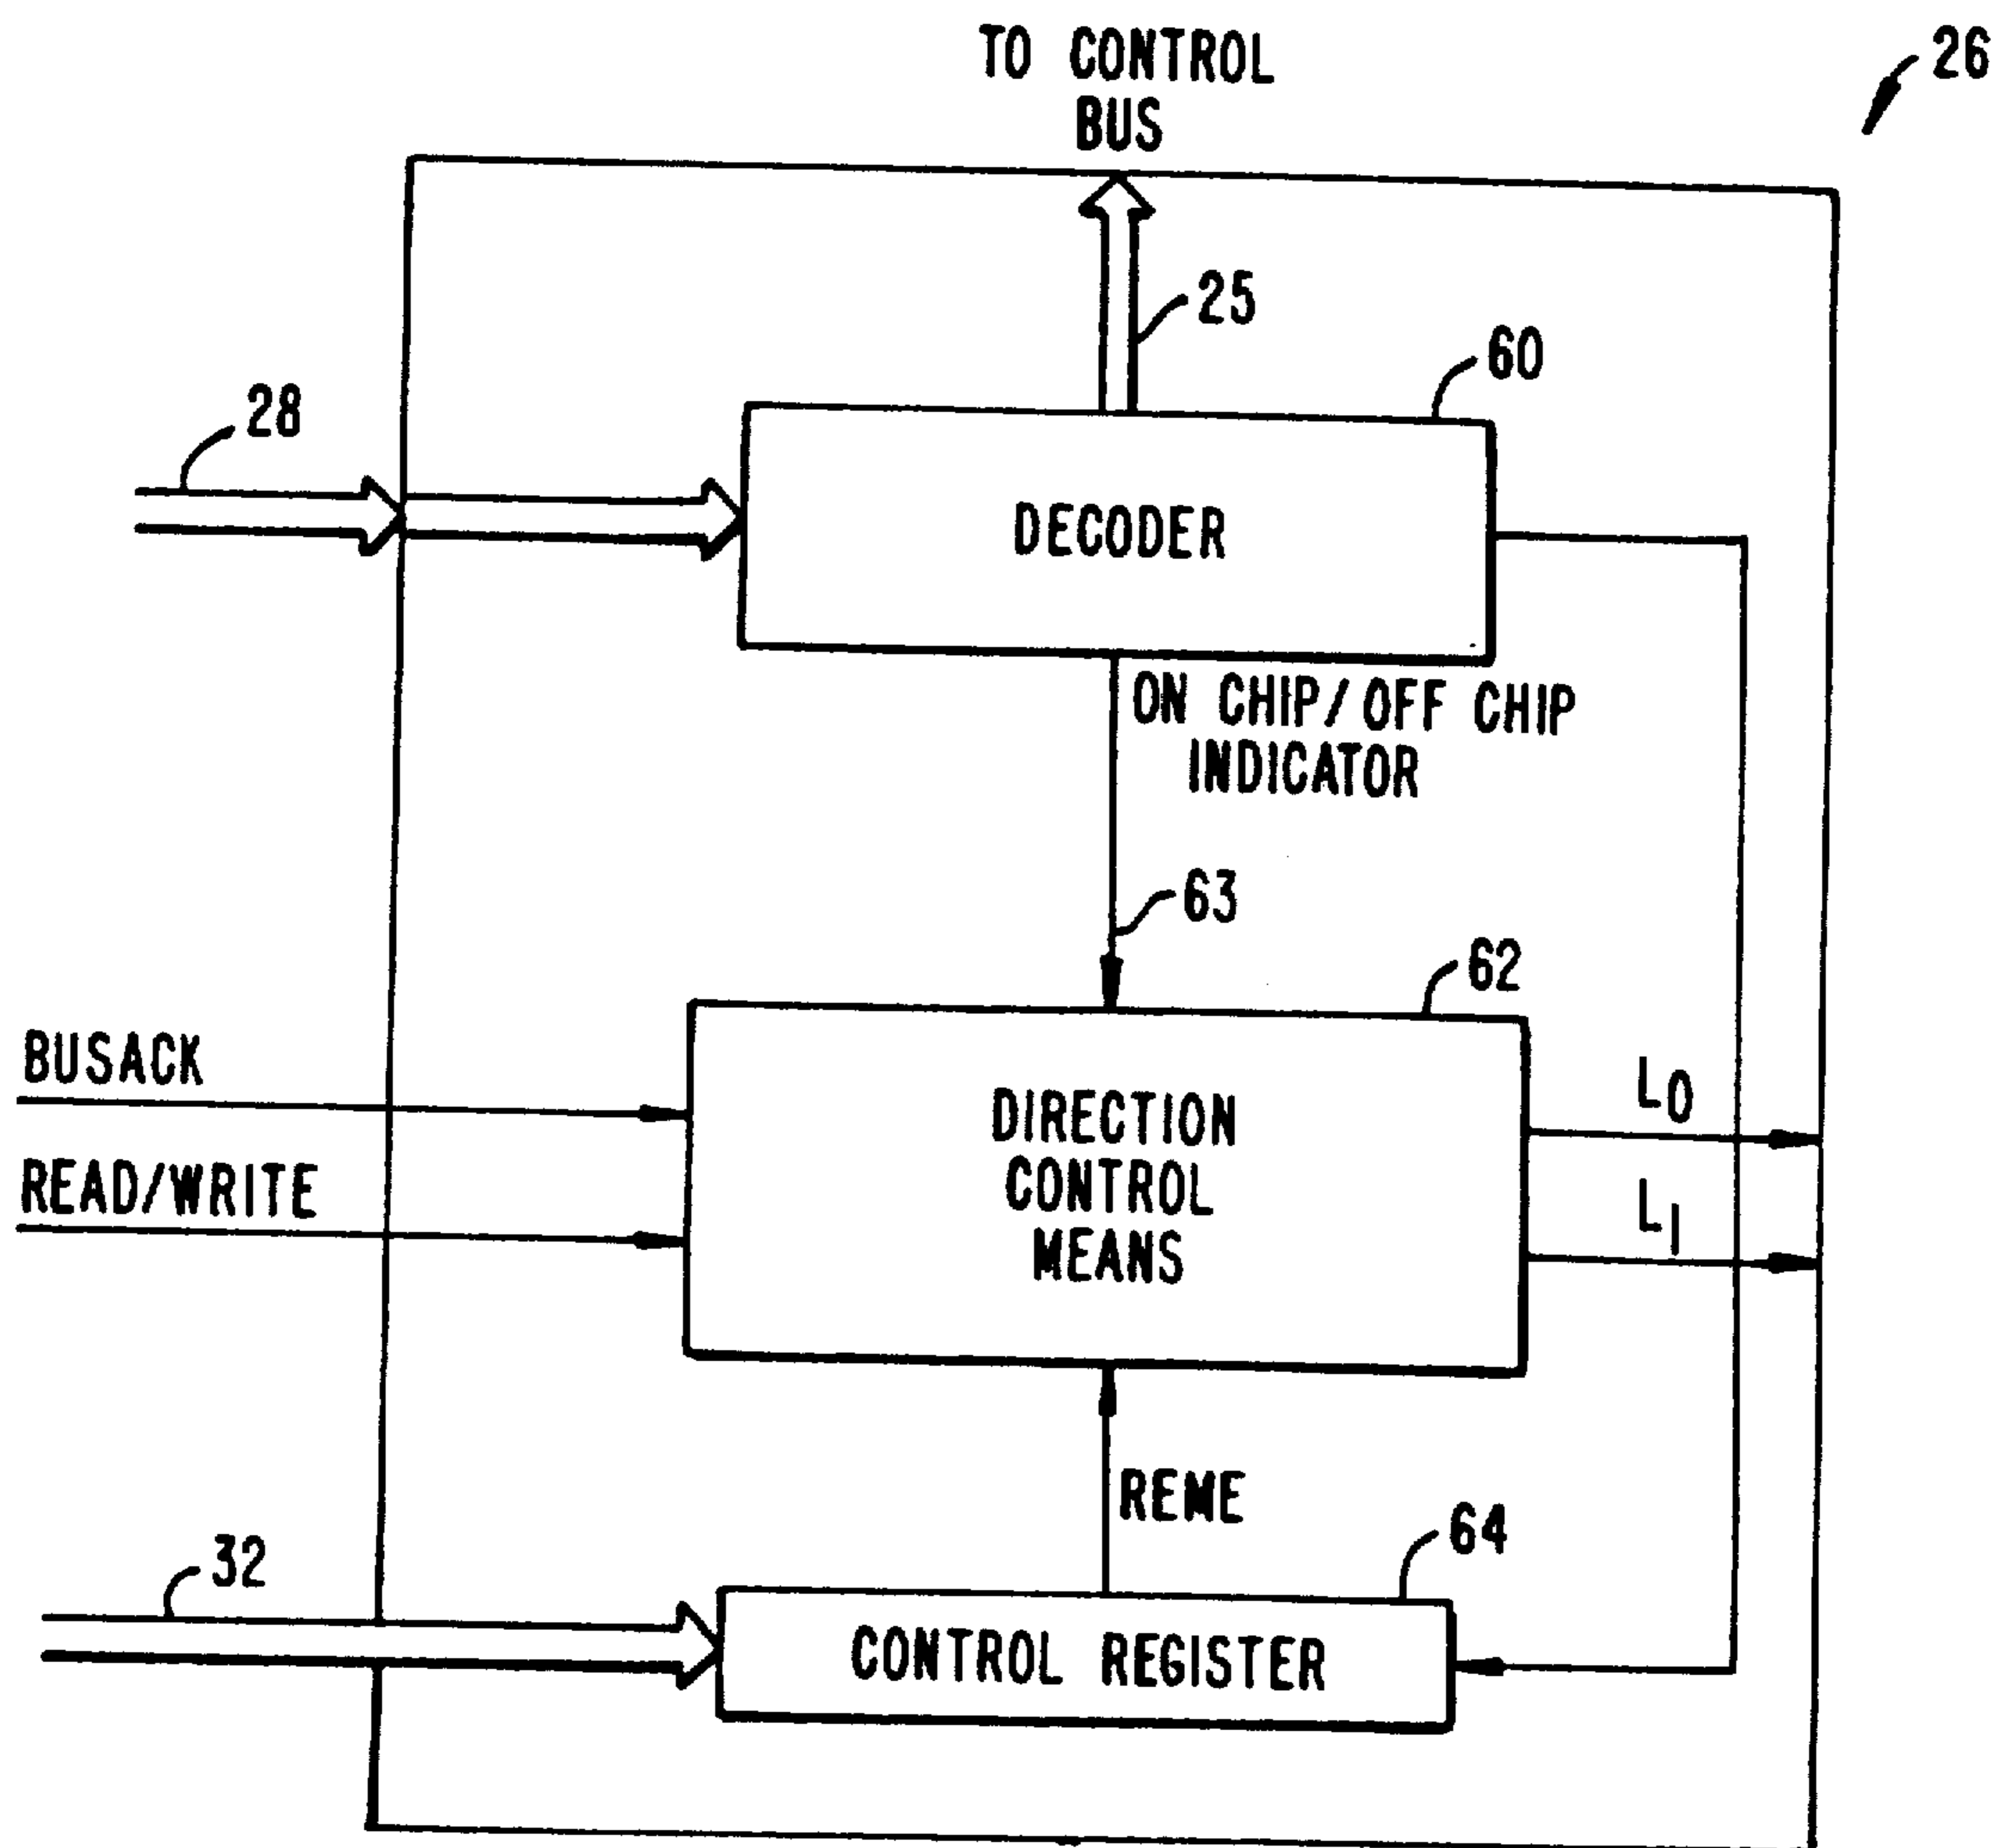 TO CONTROL
BUS
26
25
60
28
DECODER
ON CHIP/OFF CHIP
INDICATOR
63
62
BUSACK
READ/WRITE
DIRECTION
CONTROL
MEANS
L0
L1
REME
64
32
CONTROL REGISTER